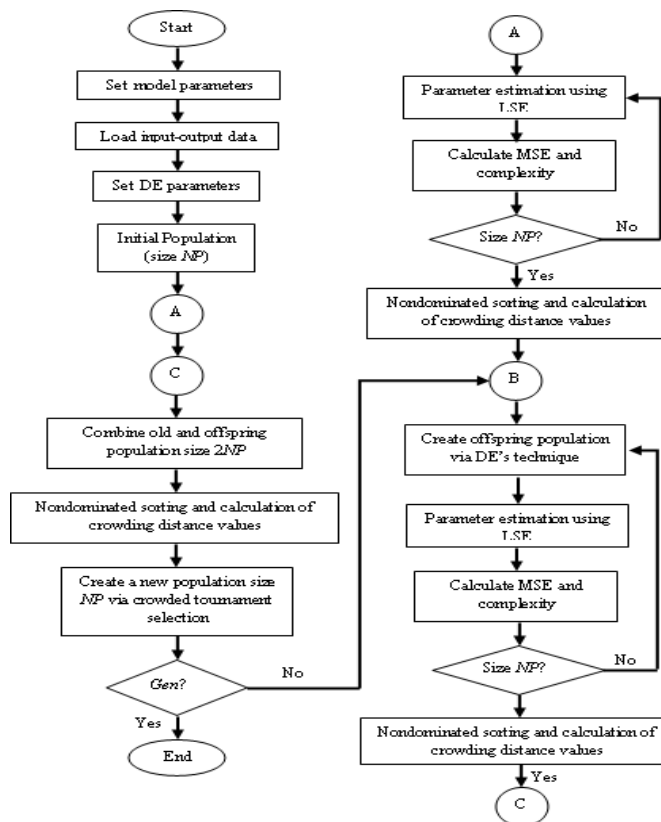 Start
Set model parameters
Load input-output data
Set DE parameters
Initial Population
(size NP)
A
C
Combine old and offspring
population size 2NP
Nondominated sorting and calculation of
crowding distance values
Create a new population size
NP via crowded tournament
selection
Gen?
No
Yes
End
A
Parameter estimation using
LSE
Calculate MSE and
complexity
Size NP?
No
Yes
Nondominated sorting and calculation
of crowding distance values
B
Create offspring population
via DE's technique
Parameter estimation using
LSE
Calculate MSE and
complexity
Size NP?
No
Nondominated sorting and calculation of
crowding distance values
Yes
C